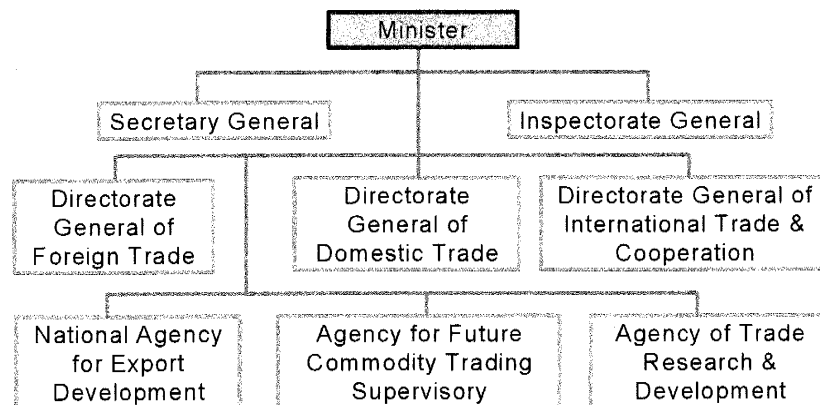 Minister
Secretary General
Inspectorate General
Directorate
General of
Foreign Trade
Directorate
General of
Domestic Trade
Directorate General of
International Trade &
Cooperation
National Agency
for Export
Development
Agency for Future
Commodity Trading
Supervisory
Agency of Trade
Research &
Development